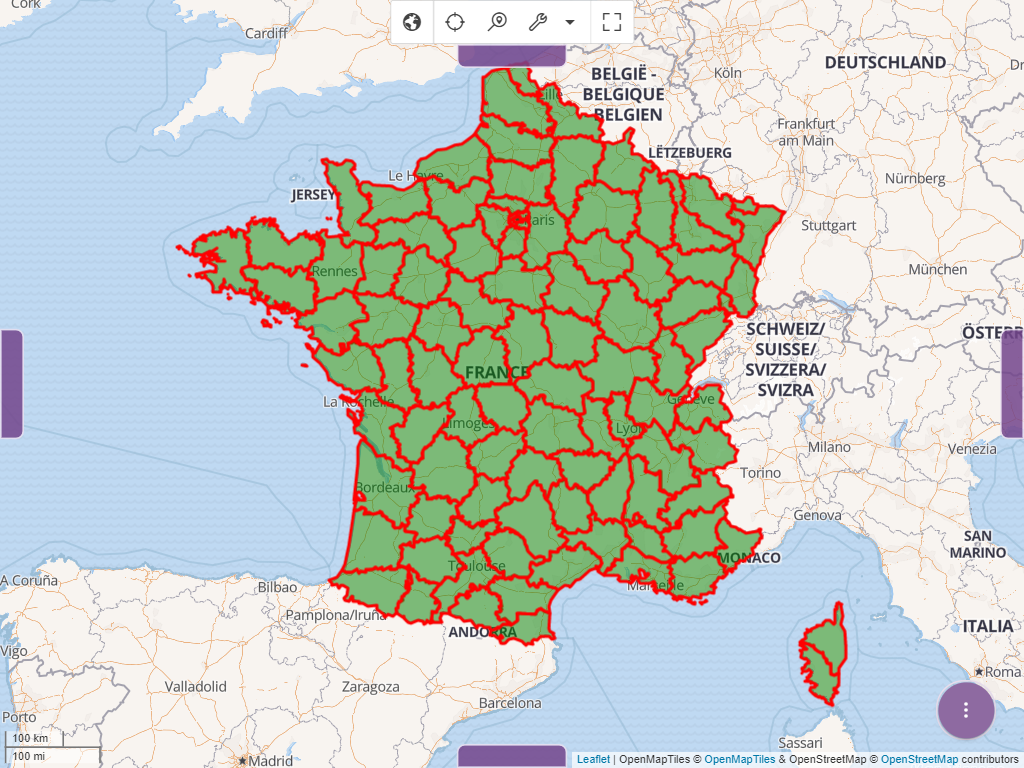 Cork
Cardiff
DEUTSCHLAND
Köln
BELGIË -
BELGIQUE
BELGIEN
Frankfurt
am Main
LËTZEBUERG
Le Havre
JERSEY
Nürnberg
Paris
Stuttgart
Rennes
München
SCHWEIZ/
SUISSE/
SVIZZERA/
SVIZRA
FRANCE
Genève
La Rochelle
Limoges
Lyon
Milano
Venezia
Torino
Bordeaux
Genova
SAN
MARINO
MONACO
Toulouse
Marseille
A Coruña
Bilbao
Pamplona/Iruña
ANDORRA
ITALIA
Vigo
Roma
Valladolid
Zaragoza
Barcelona
Porto
100 km
Sassari
100 mi
Madrid
Leaflet | OpenMapTiles © OpenMapTiles & OpenStreetMap © OpenStreetMap contributors